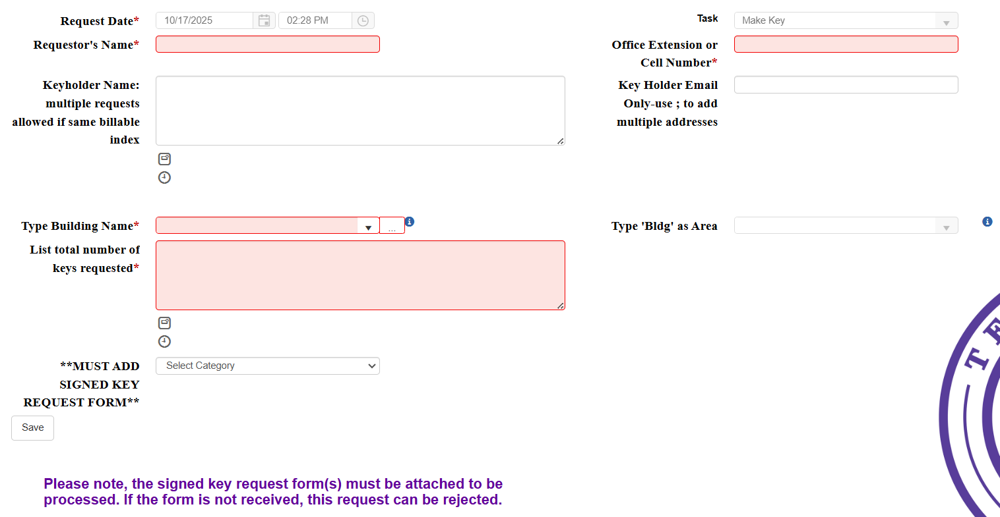 Request Date* 10/17/2025 02:28 PM Task Make Key
Requestor's Name* Office Extension or
Cell Number*
Keyholder Name: Key Holder Email
multiple requests Only-use ; to add
allowed if same billable multiple addresses
index
Type Building Name* ... Type 'Bldg' as Area
List total number of
keys requested*
**MUST ADD Select Category
SIGNED KEY
REQUEST FORM**
Save
Please note, the signed key request form(s) must be attached to be
processed. If the form is not received, this request can be rejected.